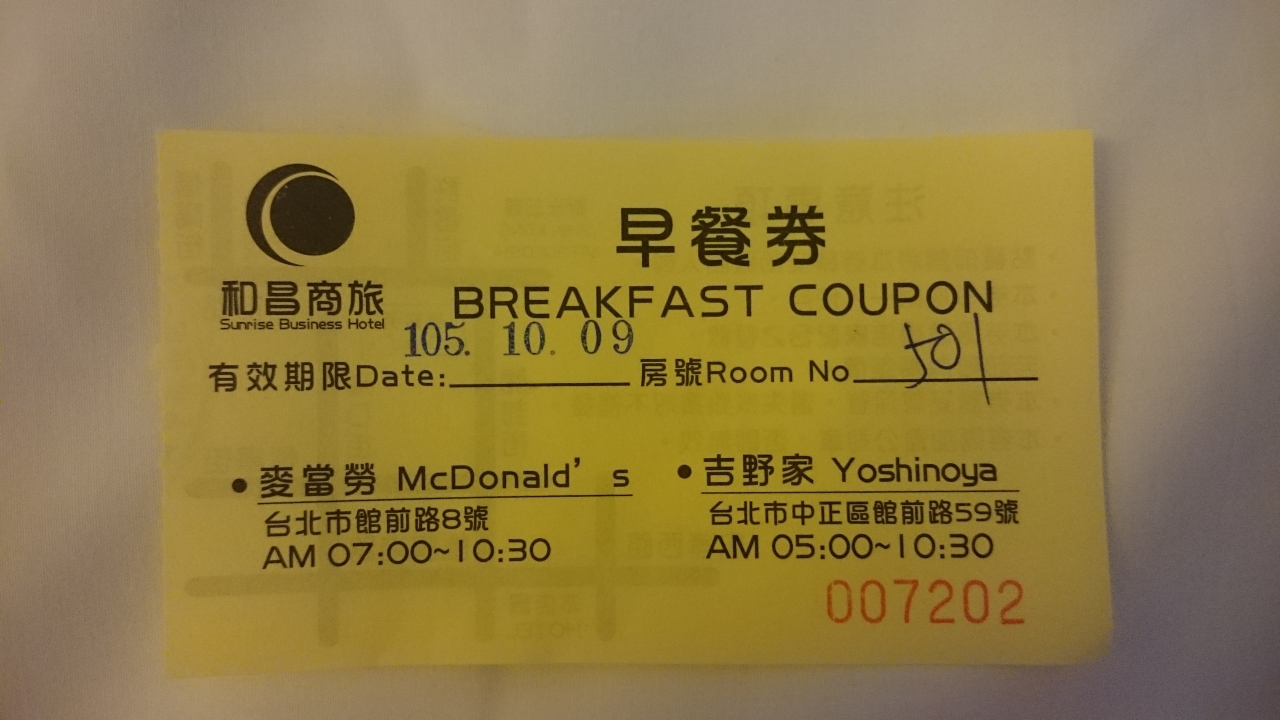 早餐券
和昌商旅
Sunrise Business Hotel
BREAKFAST COUPON
105. 10. 09
有效期限Date: 房號Room No 501
• 麥當勞 McDonald’s
台北市館前路8號
AM 07:00~10:30
• 吉野家 Yoshinoya
台北市中正區館前路59號
AM 05:00~10:30
007202